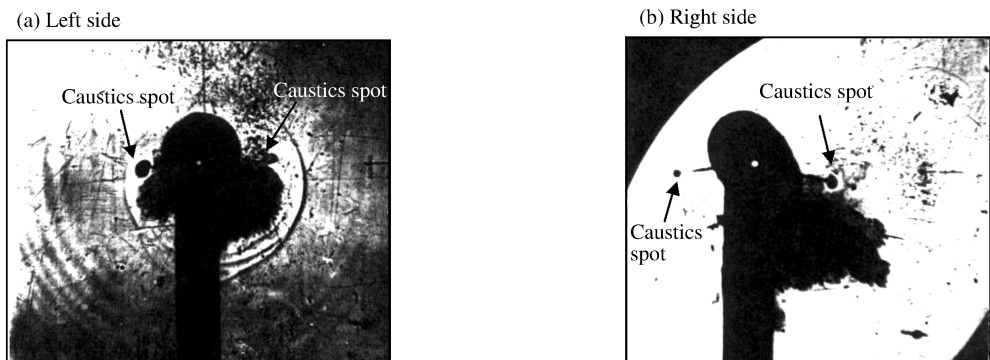 (a) Left side
(b) Right side
Caustics spot
Caustics spot
Caustics spot
Caustics
spot